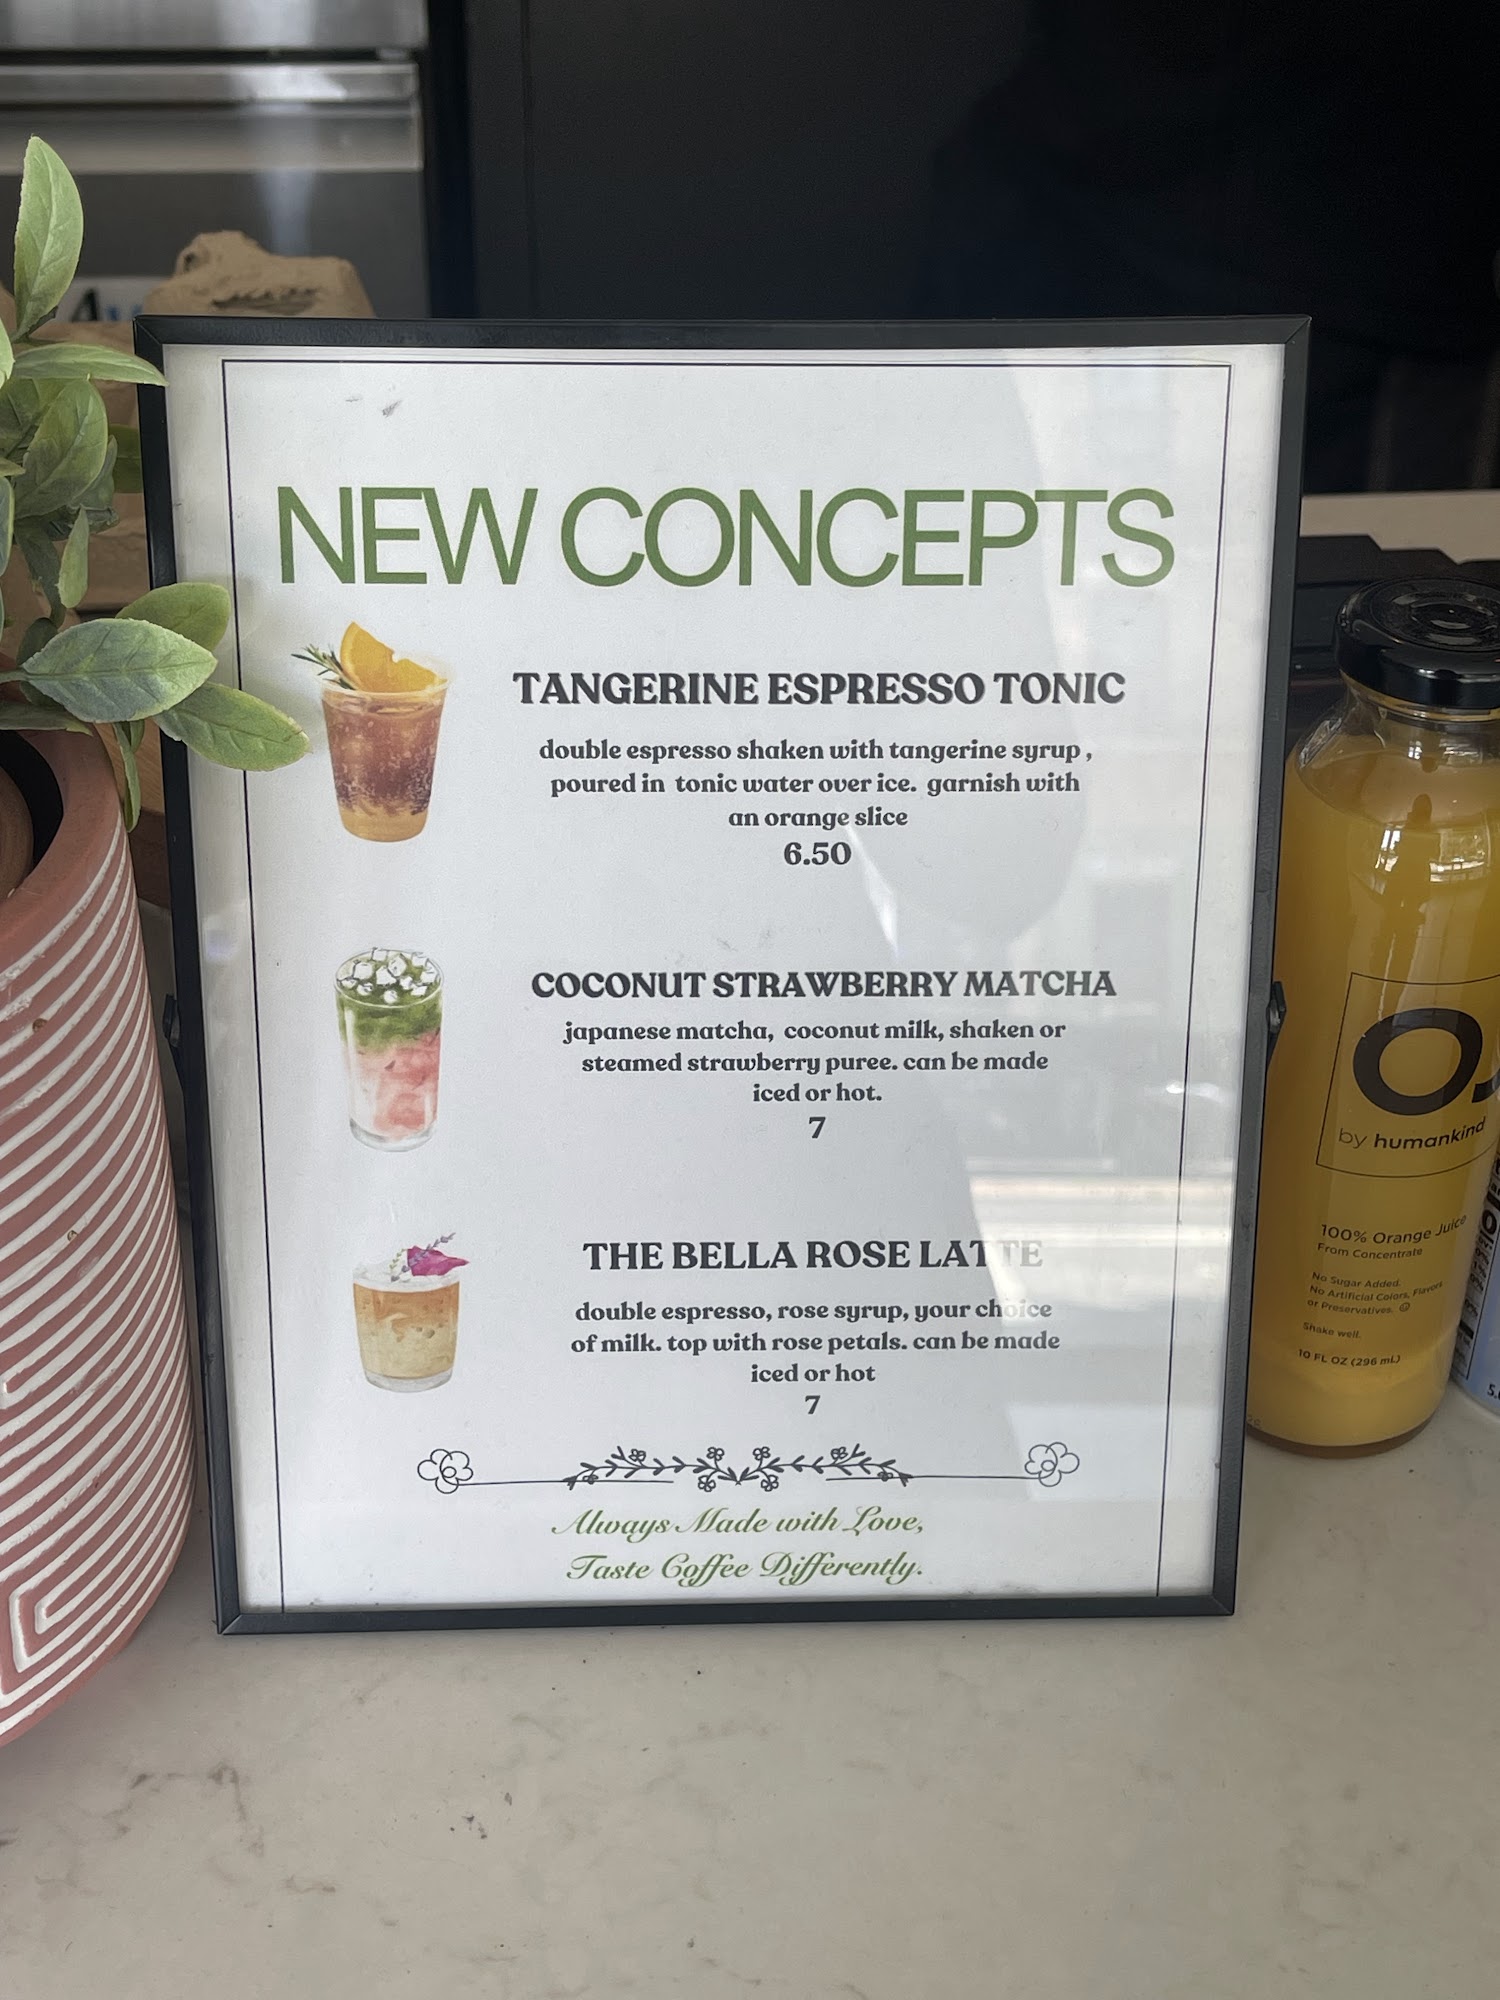 NEW CONCEPTS
TANGERINE ESPRESSO TONIC
double espresso shaken with tangerine syrup ,
poured in tonic water over ice. garnish with
an orange slice
6.50
COCONUT STRAWBERRY MATCHA
japanese matcha, coconut milk, shaken or
steamed strawberry puree. can be made
iced or hot.
7
THE BELLA ROSE LATTE
double espresso, rose syrup, your choice
of milk. top with rose petals. can be made
iced or hot
7
Always Made with Love,
Taste Coffee Differently.
by humankind
100% Orange Juice
From Concentrate
No Sugar Added.
No Artificial Colors, Flavors
or Preservatives.
Shake well.
10 FL OZ (296 mL)